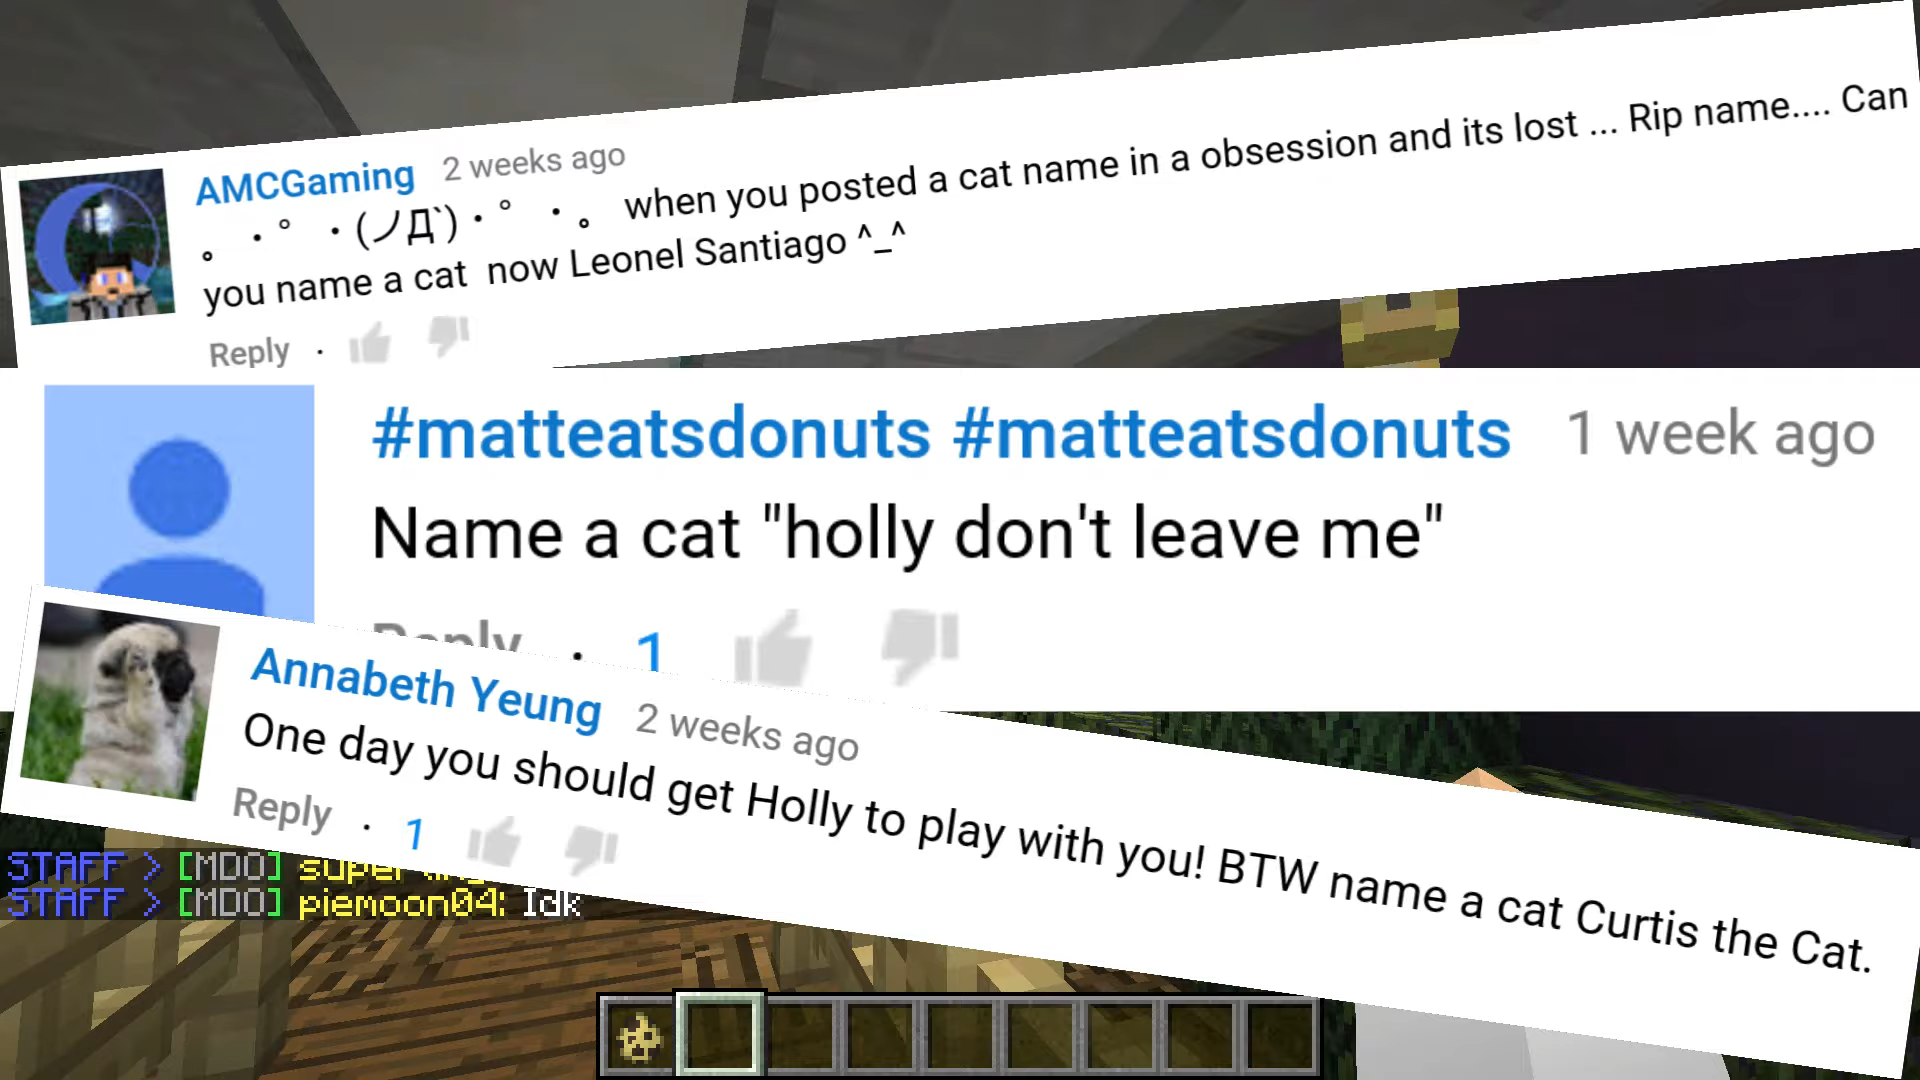 AMCGaming 2 weeks ago
。・゜・(ノД`)・゜・。 when you posted a cat name in a obsession and its lost ... Rip name.... Can
you name a cat now Leonel Santiago ^_^
Reply ·
#matteatsdonuts #matteatsdonuts 1 week ago
Name a cat "holly don't leave me"
Reply · 1
Annabeth Yeung 2 weeks ago
One day you should get Holly to play with you! BTW name a cat Curtis the Cat.
Reply · 1
STAFF > [MDO]
STAFF > [MDO] piemoon04: Idk